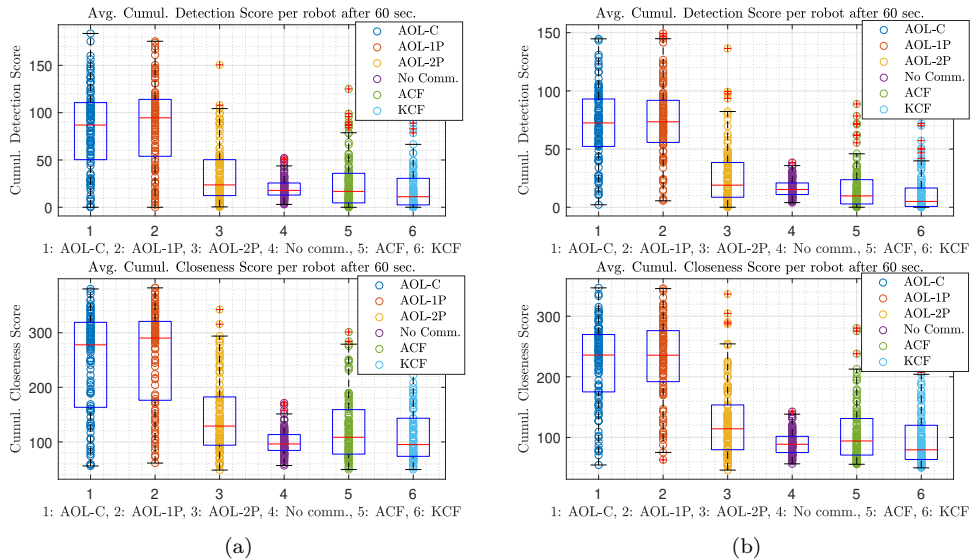 Avg. Cumul. Detection Score per robot after 60 sec.
Cumul. Detection Score
150
100
50
0
AOL-C
AOL-1P
AOL-2P
No Comm.
ACF
KCF
1 2 3 4 5 6
1: AOL-C, 2: AOL-1P, 3: AOL-2P, 4: No comm., 5: ACF, 6: KCF
Avg. Cumul. Closeness Score per robot after 60 sec.
Cumul. Closeness Score
300
200
100
AOL-C
AOL-1P
AOL-2P
No Comm.
ACF
KCF
1 2 3 4 5 6
1: AOL-C, 2: AOL-1P, 3: AOL-2P, 4: No comm., 5: ACF, 6: KCF
(a)
Avg. Cumul. Detection Score per robot after 60 sec.
Cumul. Detection Score
150
100
50
0
AOL-C
AOL-1P
AOL-2P
No Comm.
ACF
KCF
1 2 3 4 5 6
1: AOL-C, 2: AOL-1P, 3: AOL-2P, 4: No comm., 5: ACF, 6: KCF
Avg. Cumul. Closeness Score per robot after 60 sec.
Cumul. Closeness Score
300
200
100
AOL-C
AOL-1P
AOL-2P
No Comm.
ACF
KCF
1 2 3 4 5 6
1: AOL-C, 2: AOL-1P, 3: AOL-2P, 4: No comm., 5: ACF, 6: KCF
(b)